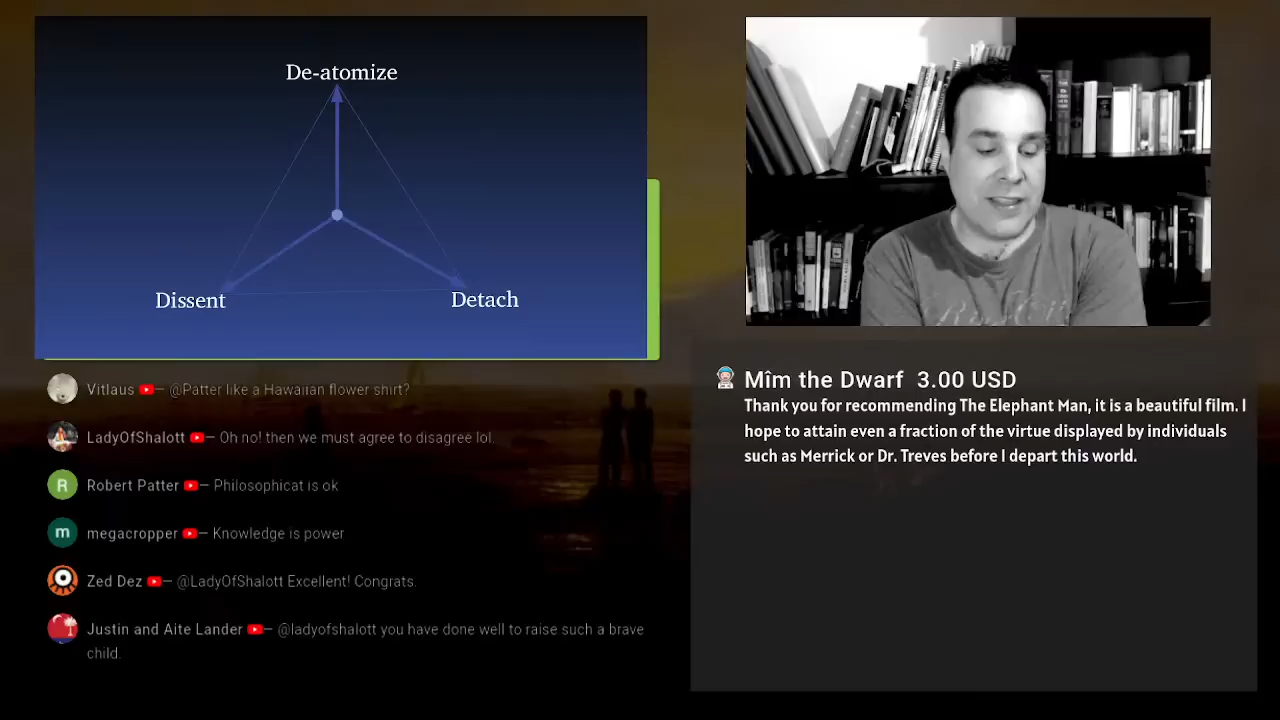 De-atomize
Dissent
Detach
Vitlaus — @Patter like a Hawaiian flower shirt?
LadyOfShalott — Oh no! then we must agree to disagree lol.
R Robert Patter — Philosophicat is ok
m megacropper — Knowledge is power
Zed Dez — @LadyOfShalott Excellent! Congrats.
Justin and Aite Lander — @ladyofshalott you have done well to raise such a brave
child.
Mîm the Dwarf 3.00 USD
Thank you for recommending The Elephant Man, it is a beautiful film. I
hope to attain even a fraction of the virtue displayed by individuals
such as Merrick or Dr. Treves before I depart this world.